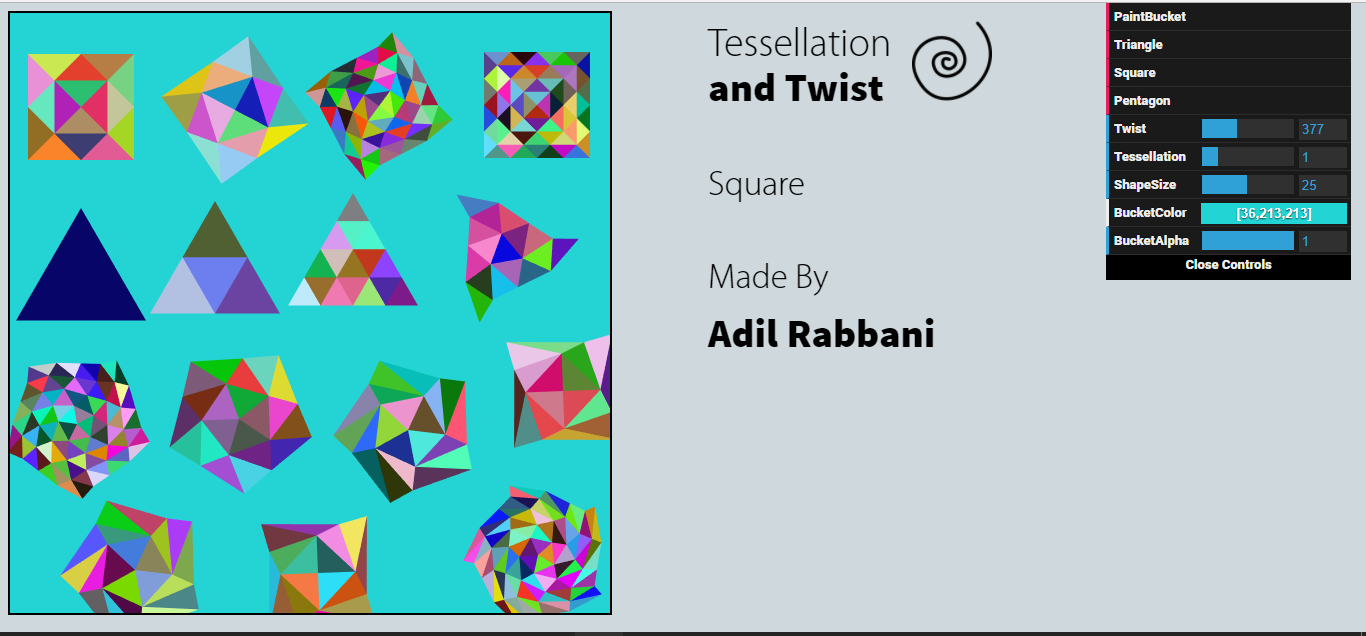 Tessellation
and Twist
Square
Made By
Adil Rabbani
PaintBucket
Triangle
Square
Pentagon
Twist 377
Tessellation 1
ShapeSize 25
BucketColor [36,213,213]
BucketAlpha 1
Close Controls